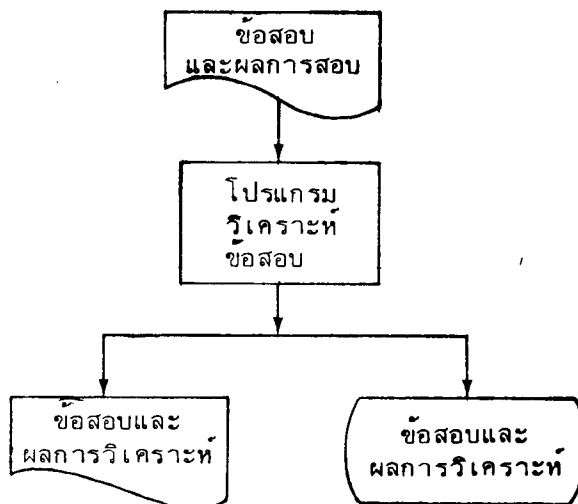 ข้อสอบ
และผลการสอบ
โปรแกรม
วิเคราะห์
ข้อสอบ
ข้อสอบและ
ผลการวิเคราะห์
ข้อสอบและ
ผลการวิเคราะห์